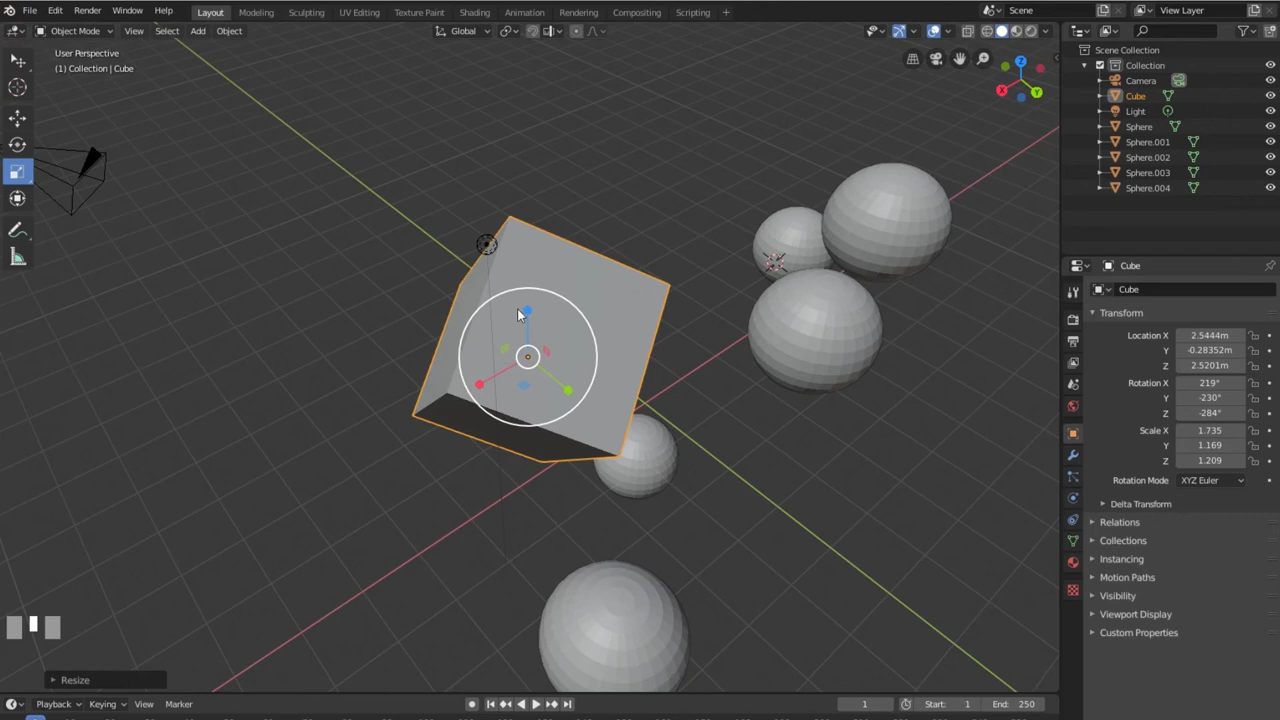 File Edit Render Window Help Layout Modeling Sculpting UV Editing Texture Paint Shading Animation Rendering Compositing Scripting + Scene View Layer
Object Mode View Select Add Object Global
User Perspective
(1) Collection | Cube
Scene Collection
Collection
Camera
Cube
Light
Sphere
Sphere.001
Sphere.002
Sphere.003
Sphere.004
Z
X
Y
Cube
Cube
Transform
Location X 2.5444m
Y -0.28352m
Z 2.5201m
Rotation X 219°
Y -230°
Z -284°
Scale X 1.735
Y 1.169
Z 1.209
Rotation Mode XYZ Euler
Delta Transform
Relations
Collections
Instancing
Motion Paths
Visibility
Viewport Display
Custom Properties
Resize
Playback Keying View Marker 1 Start: 1 End: 250